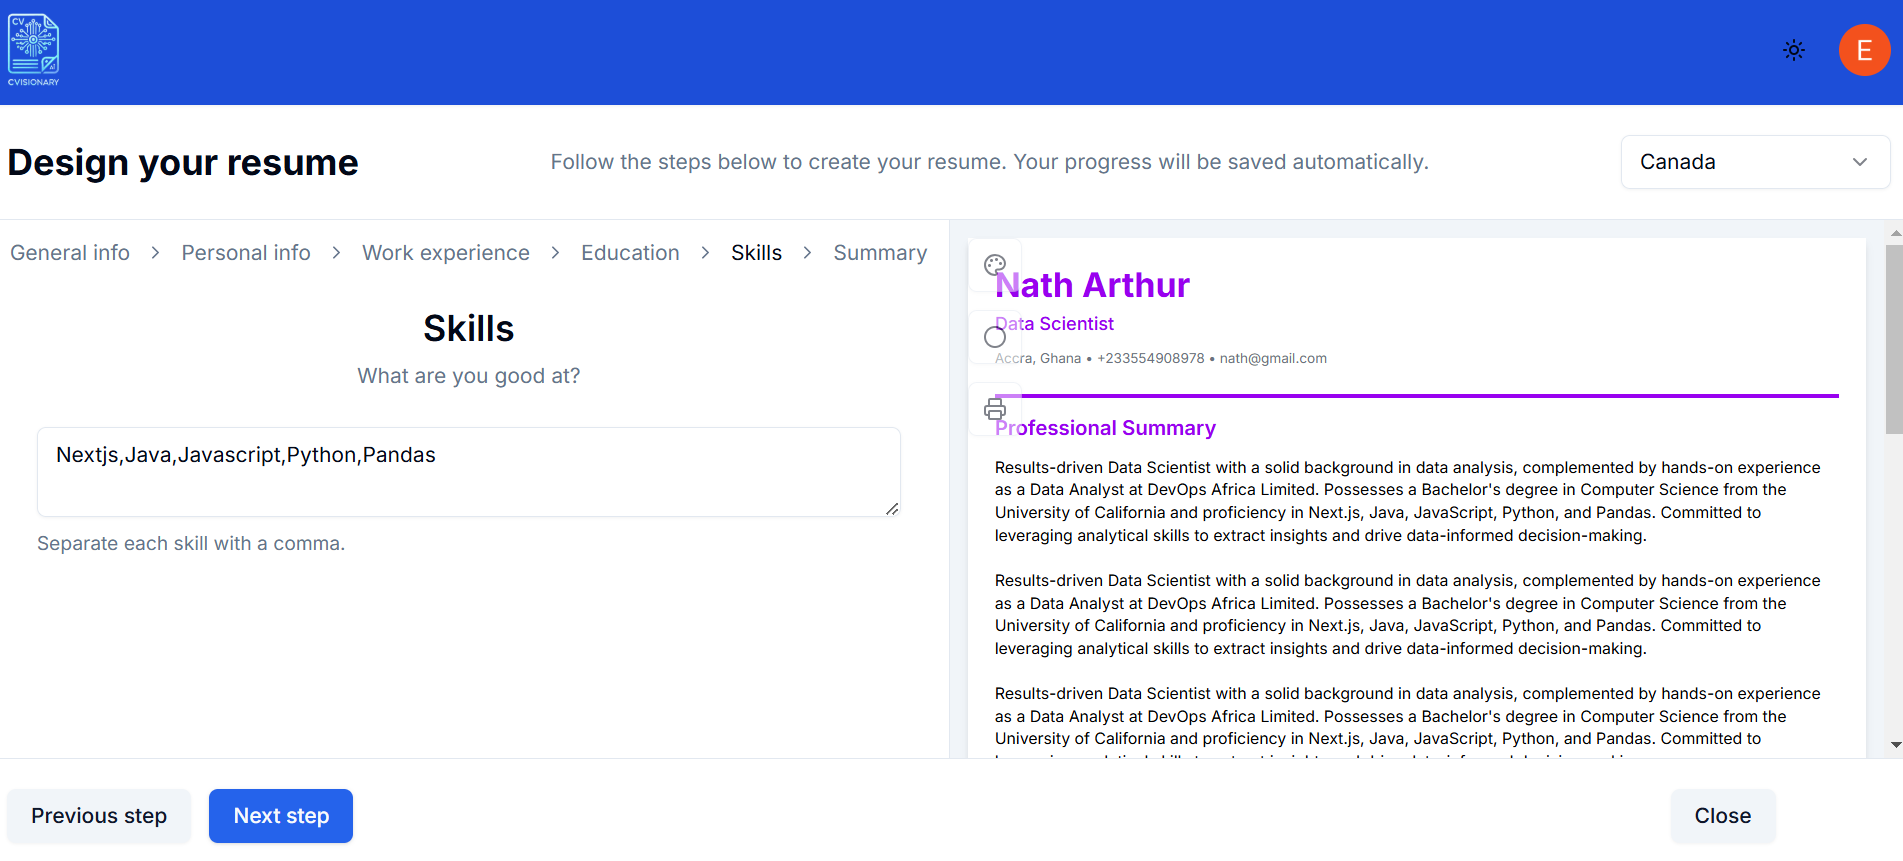 CV
AI
CVISIONARY
E
Design your resume
Follow the steps below to create your resume. Your progress will be saved automatically.
Canada
General info > Personal info > Work experience > Education > Skills > Summary
Skills
What are you good at?
Nextjs,Java,Javascript,Python,Pandas
Separate each skill with a comma.
Nath Arthur
Data Scientist
Accra, Ghana • +233554908978 • nath@gmail.com
Professional Summary
Results-driven Data Scientist with a solid background in data analysis, complemented by hands-on experience
as a Data Analyst at DevOps Africa Limited. Possesses a Bachelor's degree in Computer Science from the
University of California and proficiency in Next.js, Java, JavaScript, Python, and Pandas. Committed to
leveraging analytical skills to extract insights and drive data-informed decision-making.
Results-driven Data Scientist with a solid background in data analysis, complemented by hands-on experience
as a Data Analyst at DevOps Africa Limited. Possesses a Bachelor's degree in Computer Science from the
University of California and proficiency in Next.js, Java, JavaScript, Python, and Pandas. Committed to
leveraging analytical skills to extract insights and drive data-informed decision-making.
Results-driven Data Scientist with a solid background in data analysis, complemented by hands-on experience
as a Data Analyst at DevOps Africa Limited. Possesses a Bachelor's degree in Computer Science from the
University of California and proficiency in Next.js, Java, JavaScript, Python, and Pandas. Committed to
Previous step
Next step
Close